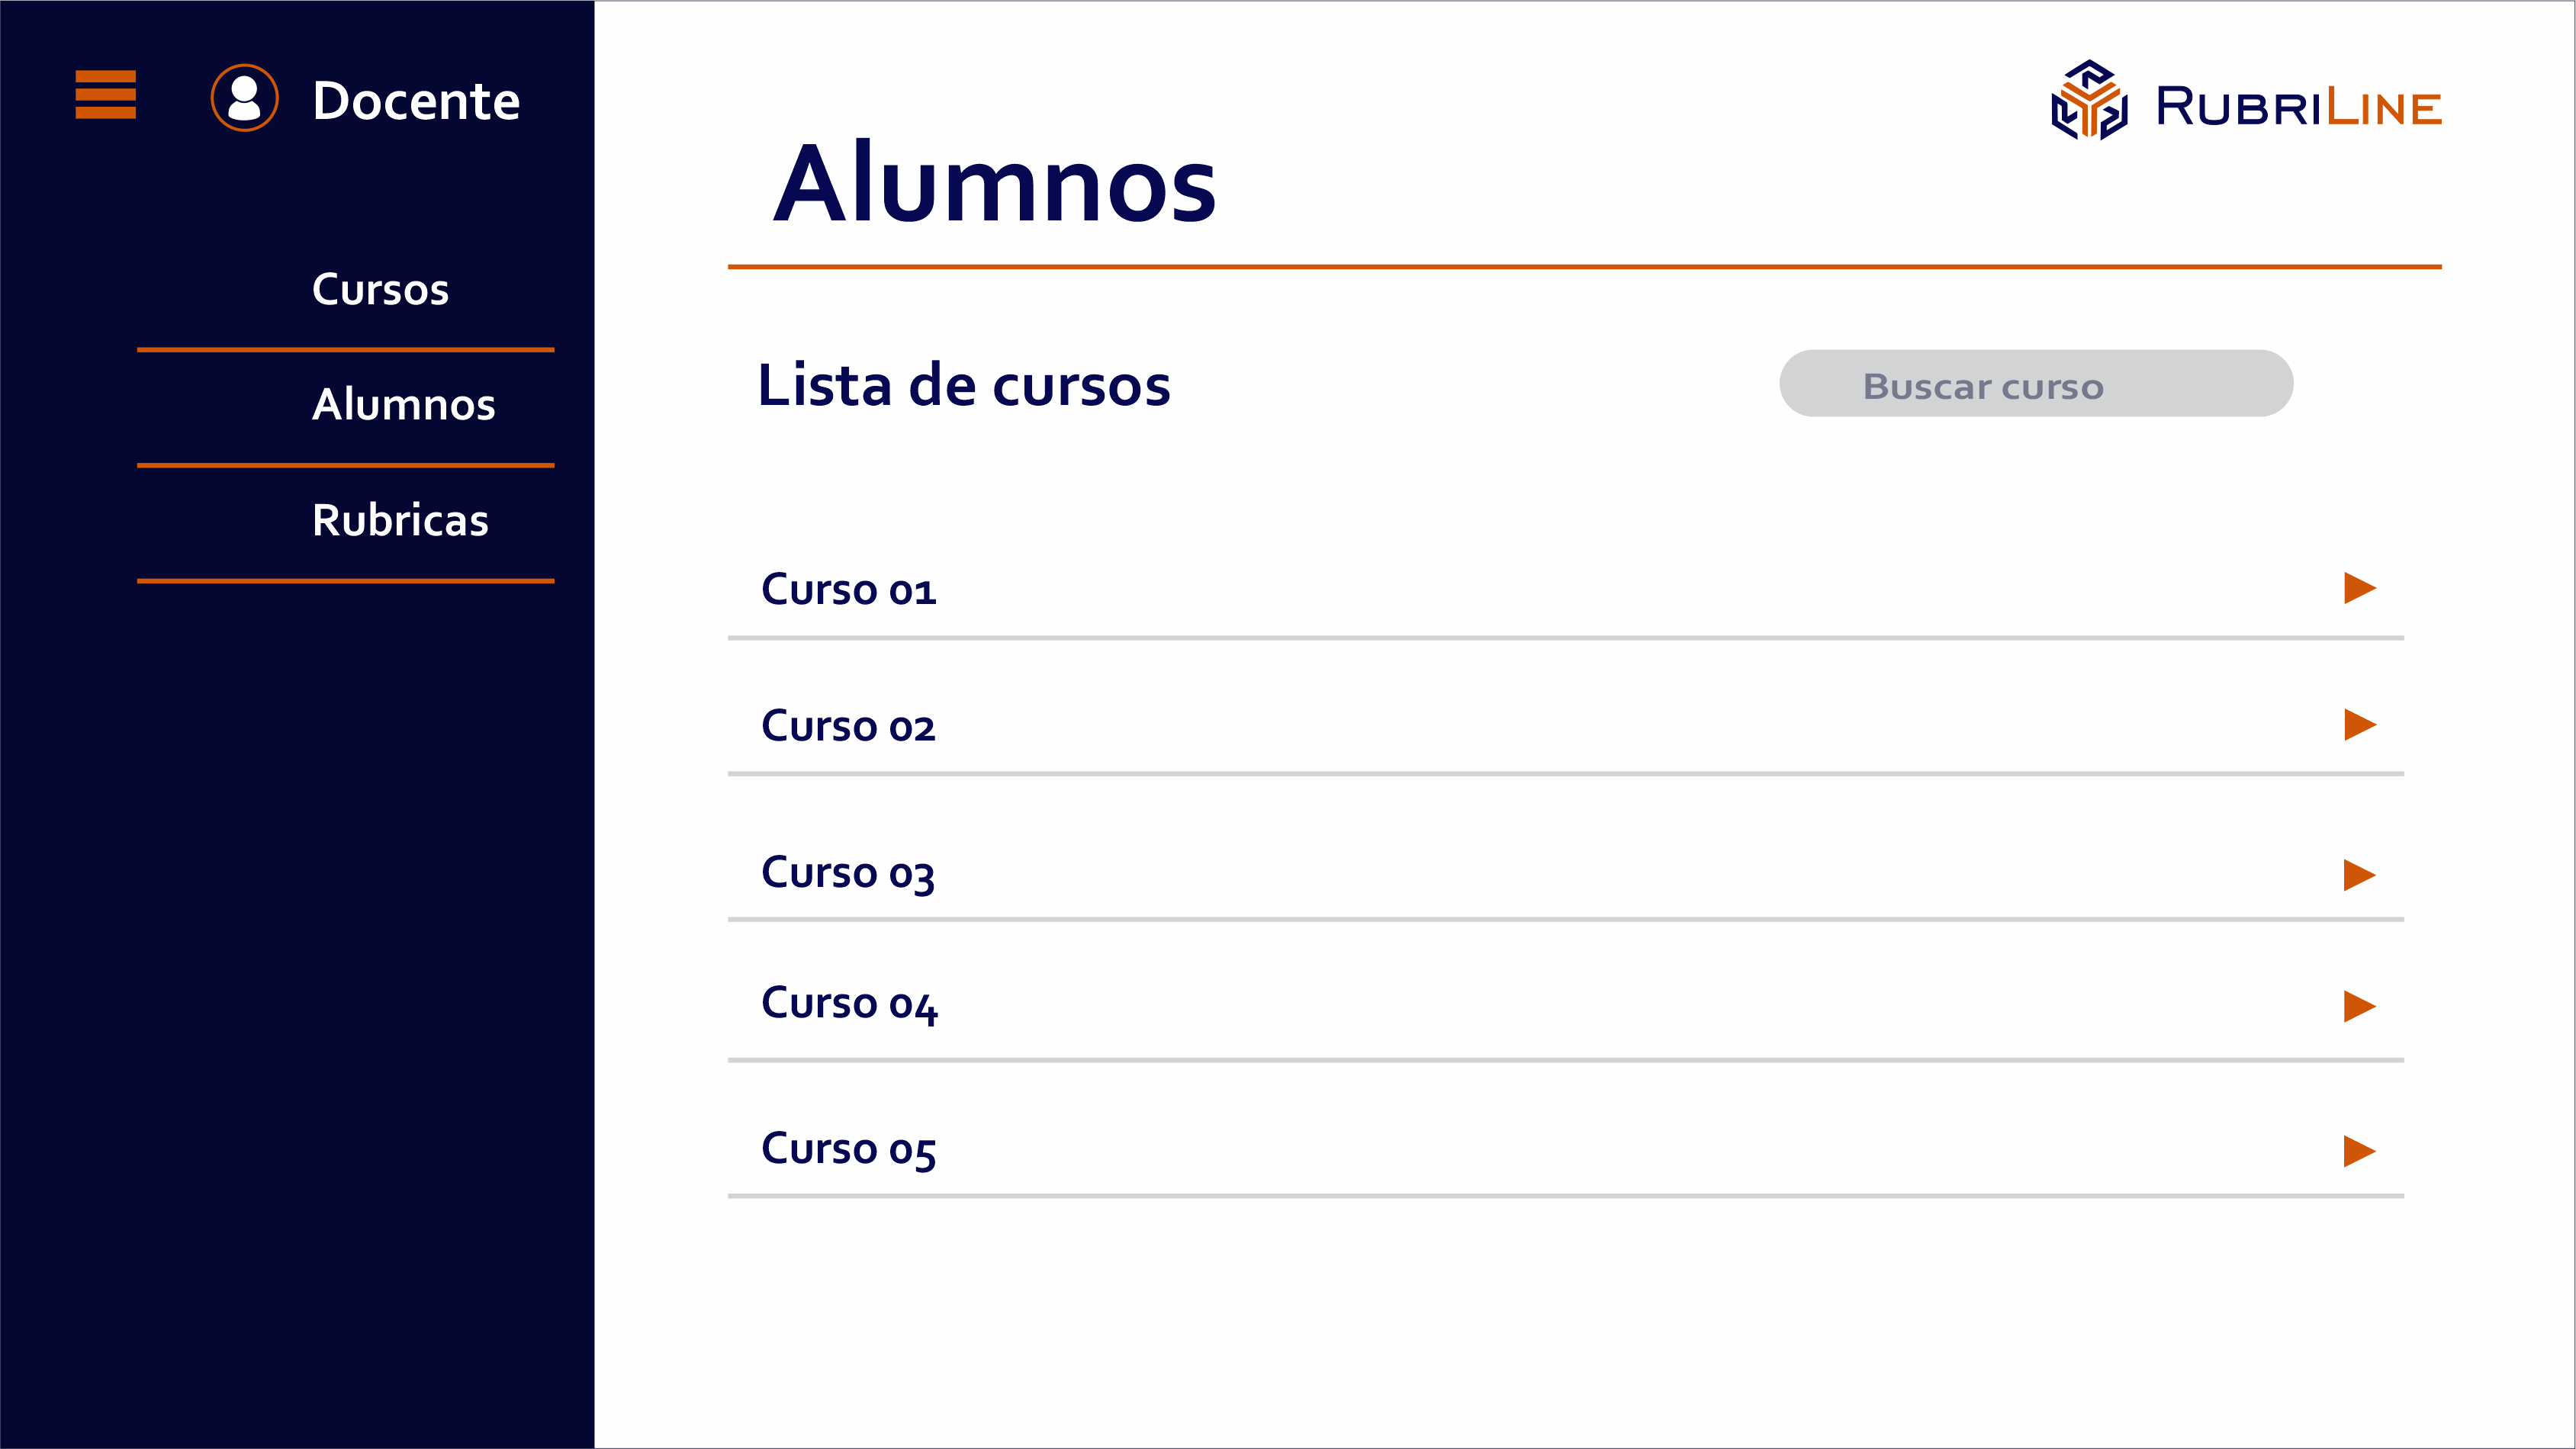 Docente
Cursos
Alumnos
Rubricas
RUBRILINE
Alumnos
Lista de cursos
Buscar curso
Curso 01
Curso 02
Curso 03
Curso 04
Curso 05